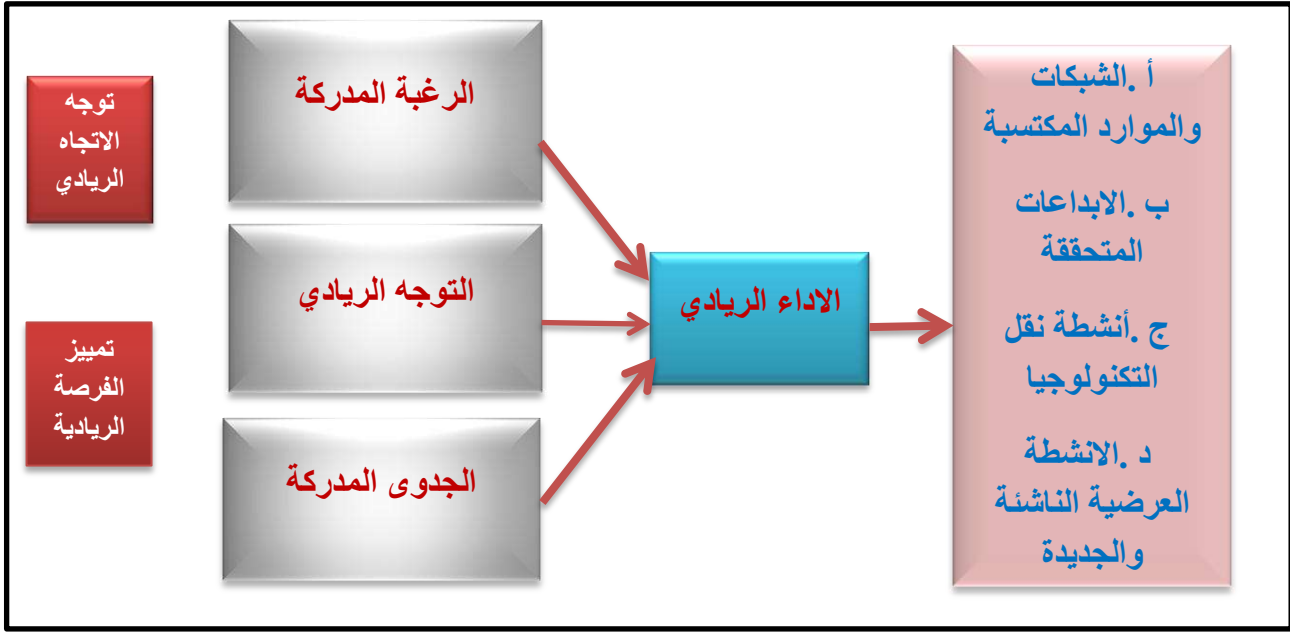 توجه
الاتجاه
الريادي
تمييز
الفرصة
الريادية
الرغبة المدركة
التوجه الريادي
الجدوى المدركة
الاداء الريادي
أ .الشبكات
والموارد المكتسبة
ب .الابداعات
المتحققة
ج .أنشطة نقل
التكنولوجيا
د .الانشطة
العرضية الناشئة
والجديدة